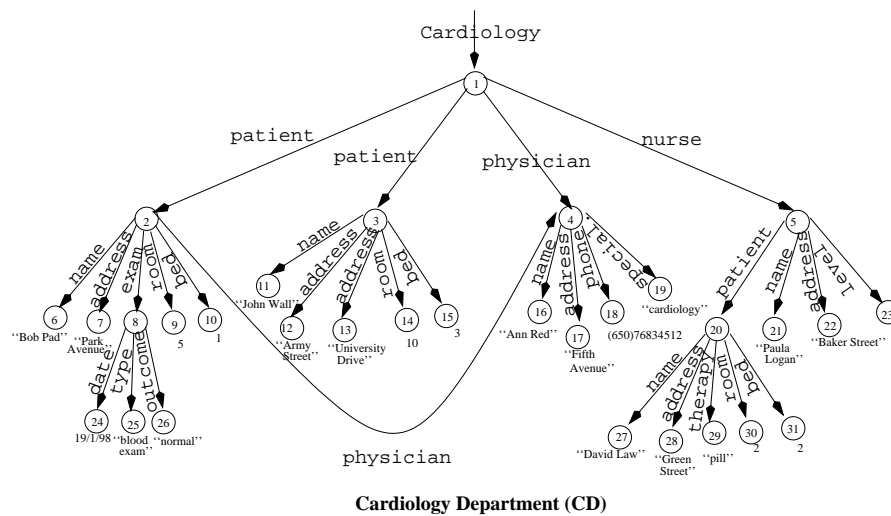 Cardiology
1
patient
patient
physician
nurse
2
3
4
5
name
address
exam
room
bed
name
address
address
room
bed
name
address
phone
special.
patient
name
address
level
6
7
8
9
10
11
12
13
14
15
16
17
18
19
20
21
22
23
``Bob Pad''
``Park
Avenue''
5
1
``John Wall''
``Army
Street''
``University
Drive''
10
3
``Ann Red''
``Fifth
Avenue''
(650)76834512
``cardiology''
``Paula
Logan''
``Baker Street''
date
type
outcome
name
address
therapy
room
bed
24
25
26
27
28
29
30
31
19/1/98
``blood
exam''
``normal''
physician
``David Law''
``Green
Street''
``pill''
2
2
Cardiology Department (CD)